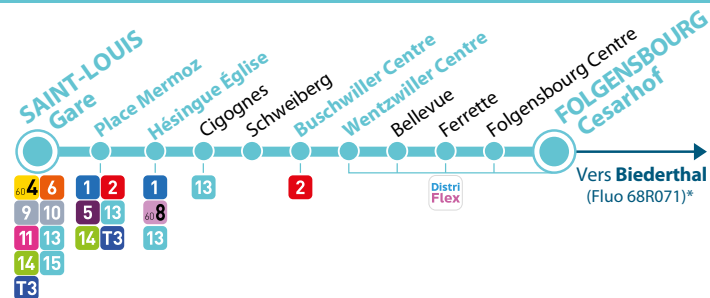 SAINT-LOUIS
Gare
Place Mermoz
Hésingue Église
Cigognes
Schweiberg
Buschwiller Centre
Wentzwiller Centre
Bellevue
Ferrette
Folgensbourg Centre
FOLGENSBOURG
Cesarhof
604 6
9 10
11 13
14 15
T3
1 2
5 13
14 T3
1
608
13
13
2
Distri
Flex
Vers Biederthal
(Fluo 68R071)*